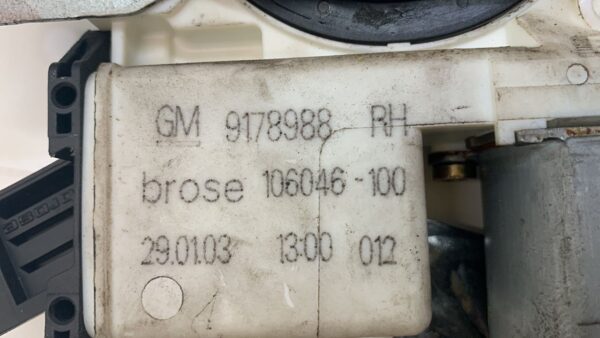 GM 9178988 RH
brose 106046-100
29.01.03 13:00 012